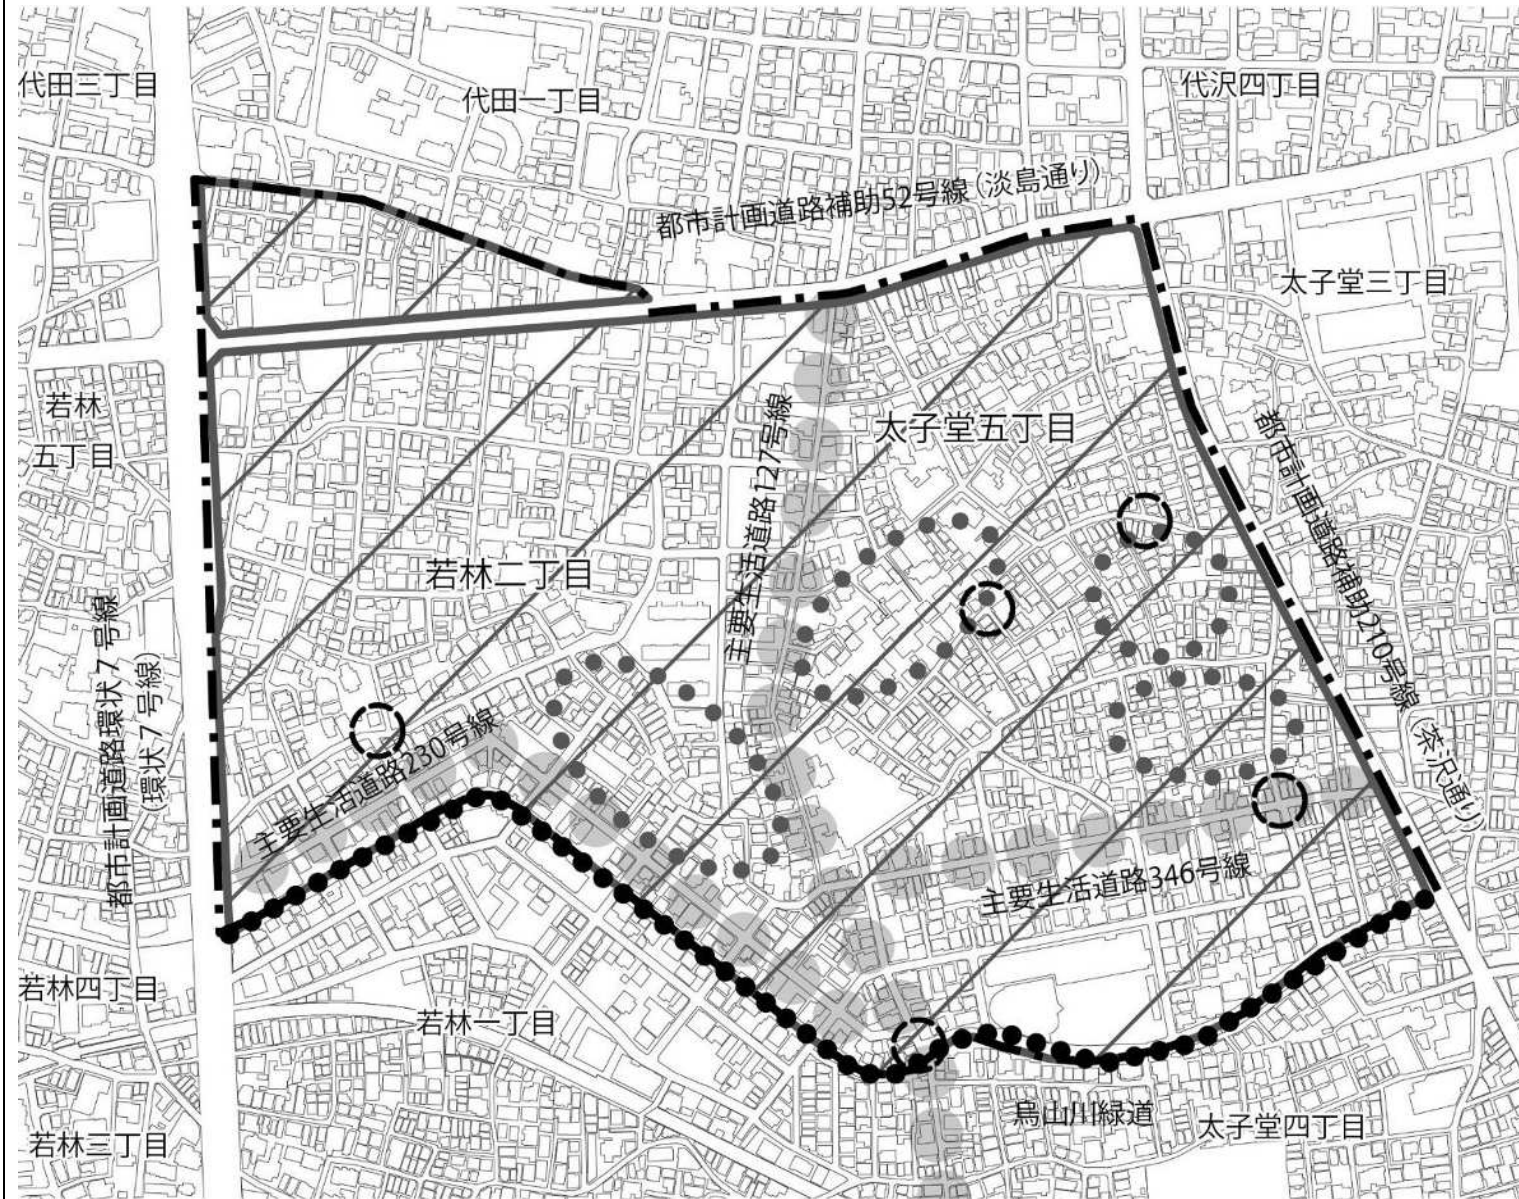 代田三丁目
代田一丁目
代沢四丁目
都市計画道路補助52号線（淡島通り）
太子堂三丁目
若林
五丁目
太子堂五丁目
主要生活道路127号線
都市計画道路補助210号線（茶沢通り）
若林二丁目
都市計画道路環状７号線
（環状７号線）
主要生活道路230号線
主要生活道路346号線
若林四丁目
若林一丁目
烏山川緑道
太子堂四丁目
若林三丁目